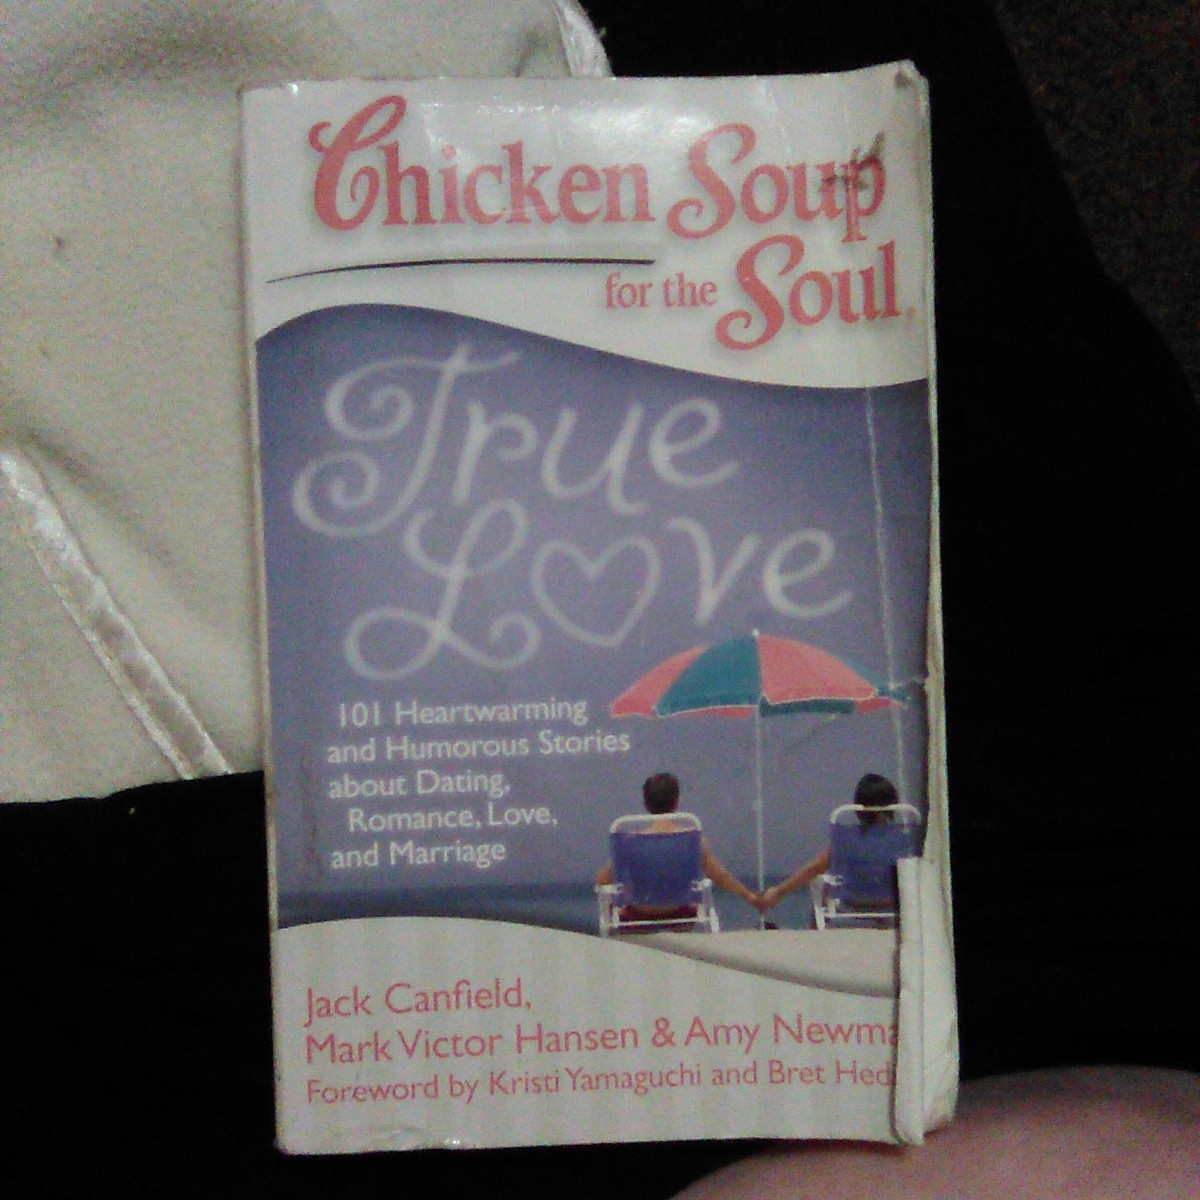 Chicken Soup
for the Soul®
True
Love
101 Heartwarming
and Humorous Stories
about Dating,
Romance, Love,
and Marriage
Jack Canfield,
Mark Victor Hansen & Amy Newma
Foreword by Kristi Yamaguchi and Bret Hed